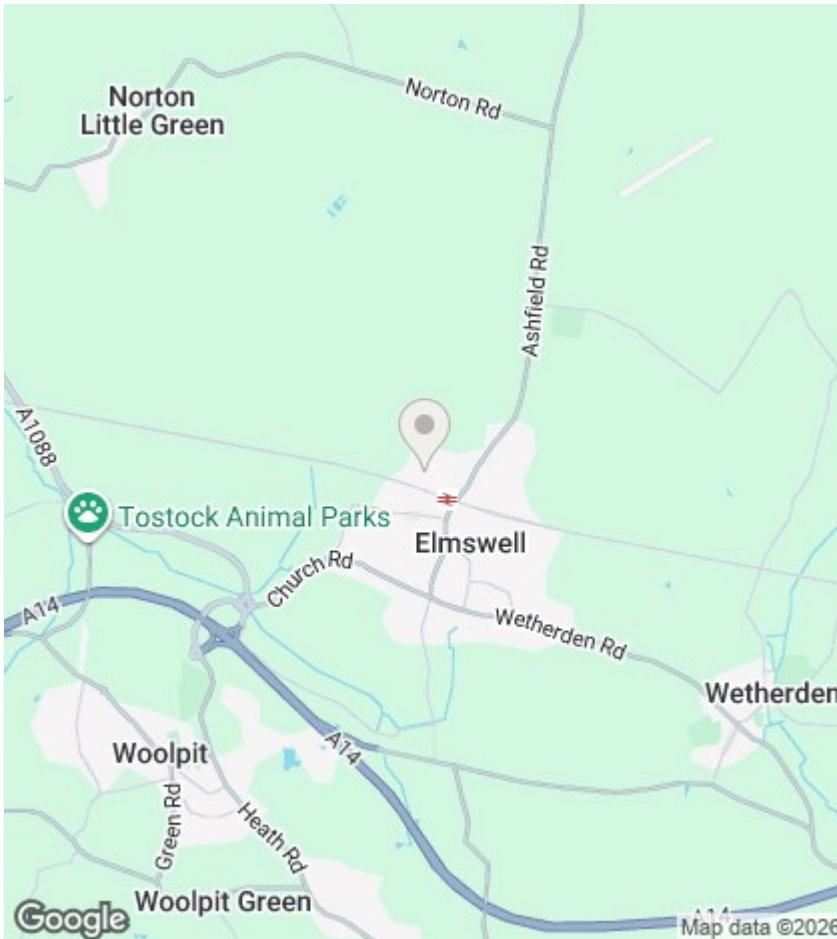 Norton
Little Green
Norton Rd
Ashfield Rd
A1088
Tostock Animal Parks
Elmswell
Church Rd
A14
Wetherden Rd
Wetherden
A14
Woolpit
Green Rd
Heath Rd
Woolpit Green
A14
Google
Map data ©2026